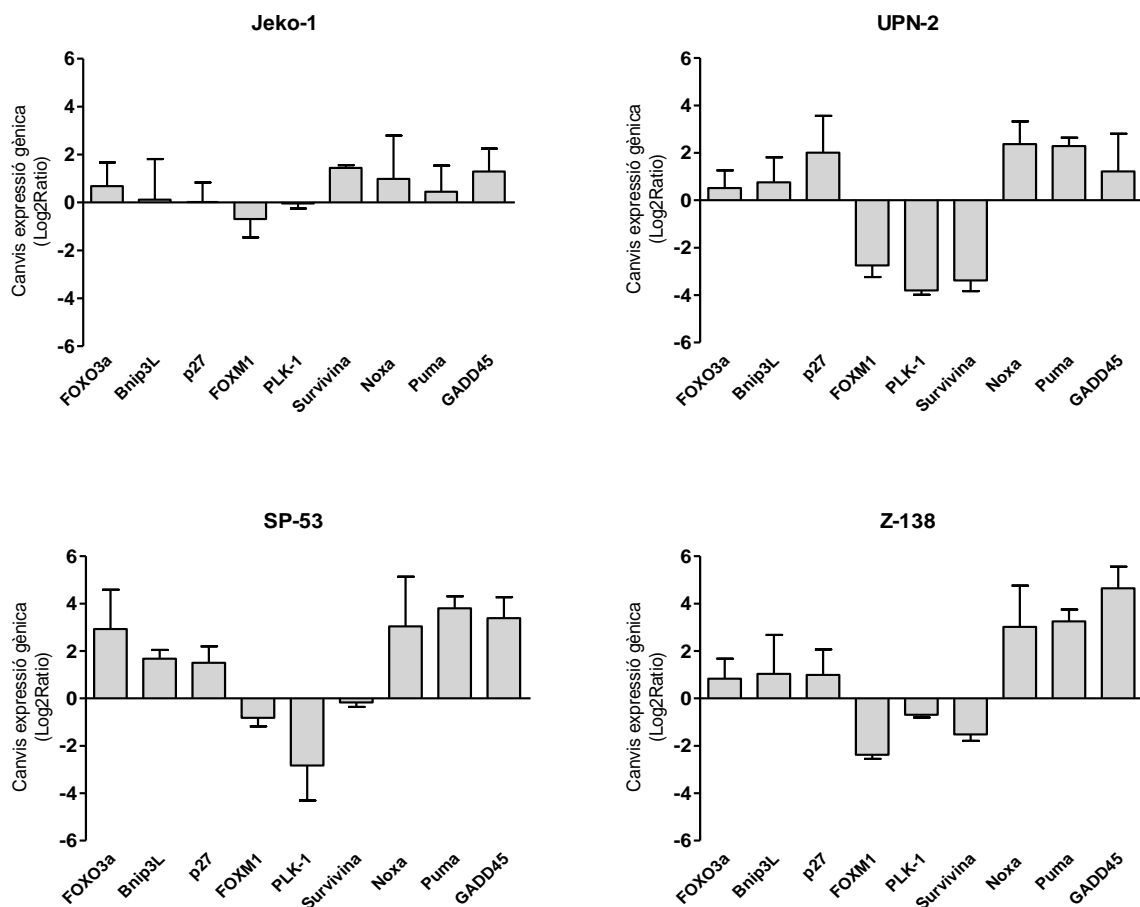 Jeko-1
Canvis expressió gènica
(Log2Ratio)
6
4
2
0
-2
-4
-6
FOXO3a
Bnip3L
p27
FOXM1
PLK-1
Survivina
Noxa
Puma
GADD45
UPN-2
Canvis expressió gènica
(Log2Ratio)
6
4
2
0
-2
-4
-6
FOXO3a
Bnip3L
p27
FOXM1
PLK-1
Survivina
Noxa
Puma
GADD45
SP-53
Canvis expressió gènica
(Log2Ratio)
6
4
2
0
-2
-4
-6
FOXO3a
Bnip3L
p27
FOXM1
PLK-1
Survivina
Noxa
Puma
GADD45
Z-138
Canvis expressió gènica
(Log2Ratio)
6
4
2
0
-2
-4
-6
FOXO3a
Bnip3L
p27
FOXM1
PLK-1
Survivina
Noxa
Puma
GADD45